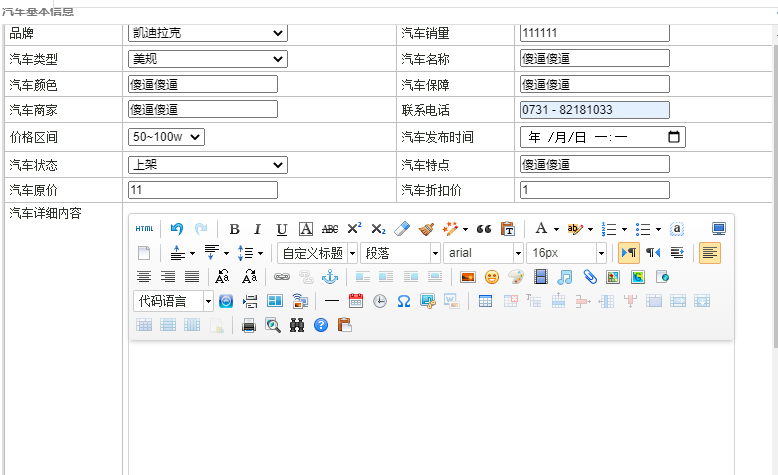 汽车基本信息
品牌 凯迪拉克 汽车销量 111111
汽车类型 美规 汽车名称 傻逼傻逼
汽车颜色 傻逼傻逼 汽车保障 傻逼傻逼
汽车商家 傻逼傻逼 联系电话 0731 - 82181033
价格区间 50~100w 汽车发布时间 年 /月/日 --:--
汽车状态 上架 汽车特点 傻逼傻逼
汽车原价 11 汽车折扣价 1
汽车详细内容
HTML B I U A ABC X² X₂ A ab a
自定义标题 段落 arial 16px
代码语言